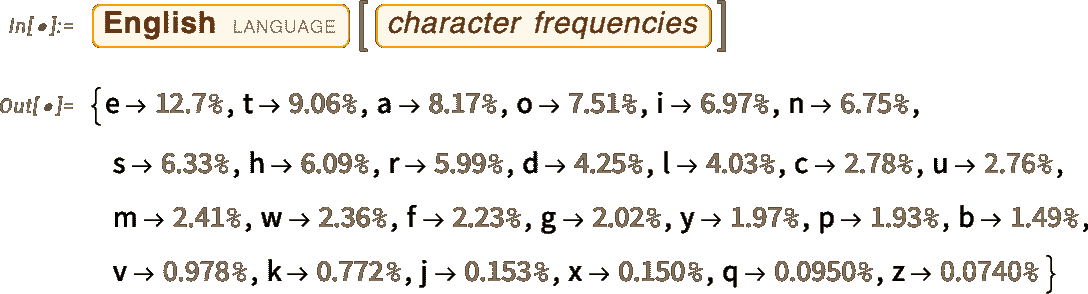 In[•]:= English LANGUAGE [character frequencies]
Out[•]= {e→12.7%, t→9.06%, a→8.17%, o→7.51%, i→6.97%, n→6.75%,
s→6.33%, h→6.09%, r→5.99%, d→4.25%, l→4.03%, c→2.78%, u→2.76%,
m→2.41%, w→2.36%, f→2.23%, g→2.02%, y→1.97%, p→1.93%, b→1.49%,
v→0.978%, k→0.772%, j→0.153%, x→0.150%, q→0.0950%, z→0.0740%}